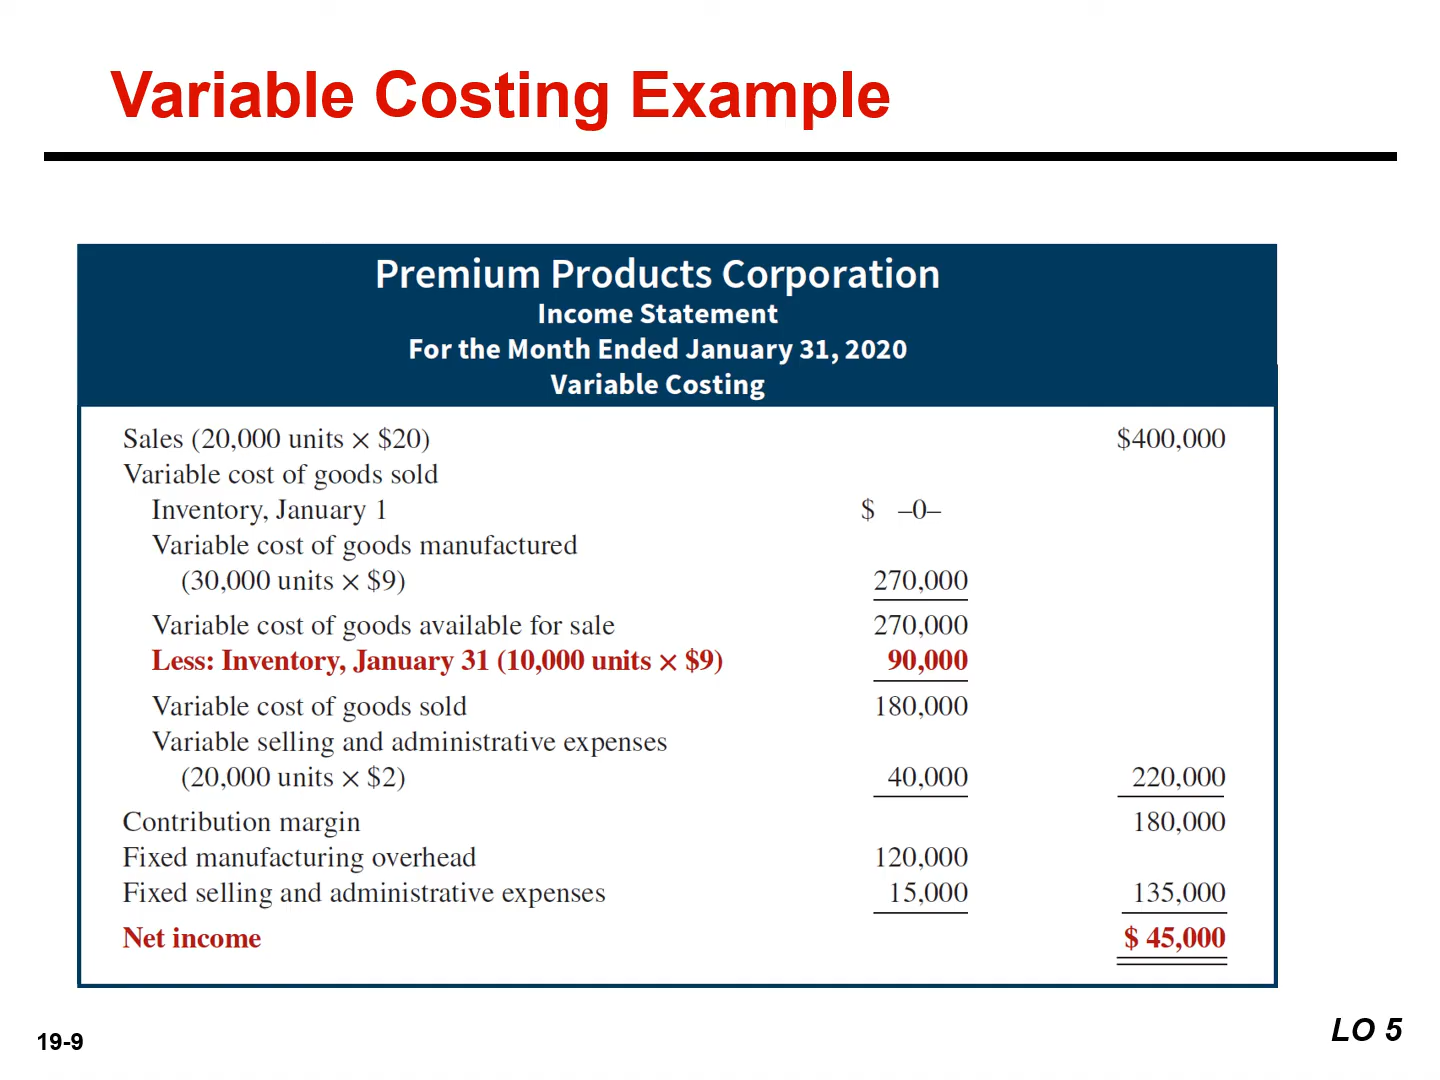 Variable Costing Example
Premium Products Corporation
Income Statement
For the Month Ended January 31, 2020
Variable Costing
Sales (20,000 units × $20) $400,000
Variable cost of goods sold
Inventory, January 1 $ –0–
Variable cost of goods manufactured
(30,000 units × $9) 270,000
Variable cost of goods available for sale 270,000
Less: Inventory, January 31 (10,000 units × $9) 90,000
Variable cost of goods sold 180,000
Variable selling and administrative expenses
(20,000 units × $2) 40,000 220,000
Contribution margin 180,000
Fixed manufacturing overhead 120,000
Fixed selling and administrative expenses 15,000 135,000
Net income $ 45,000
19-9 LO 5